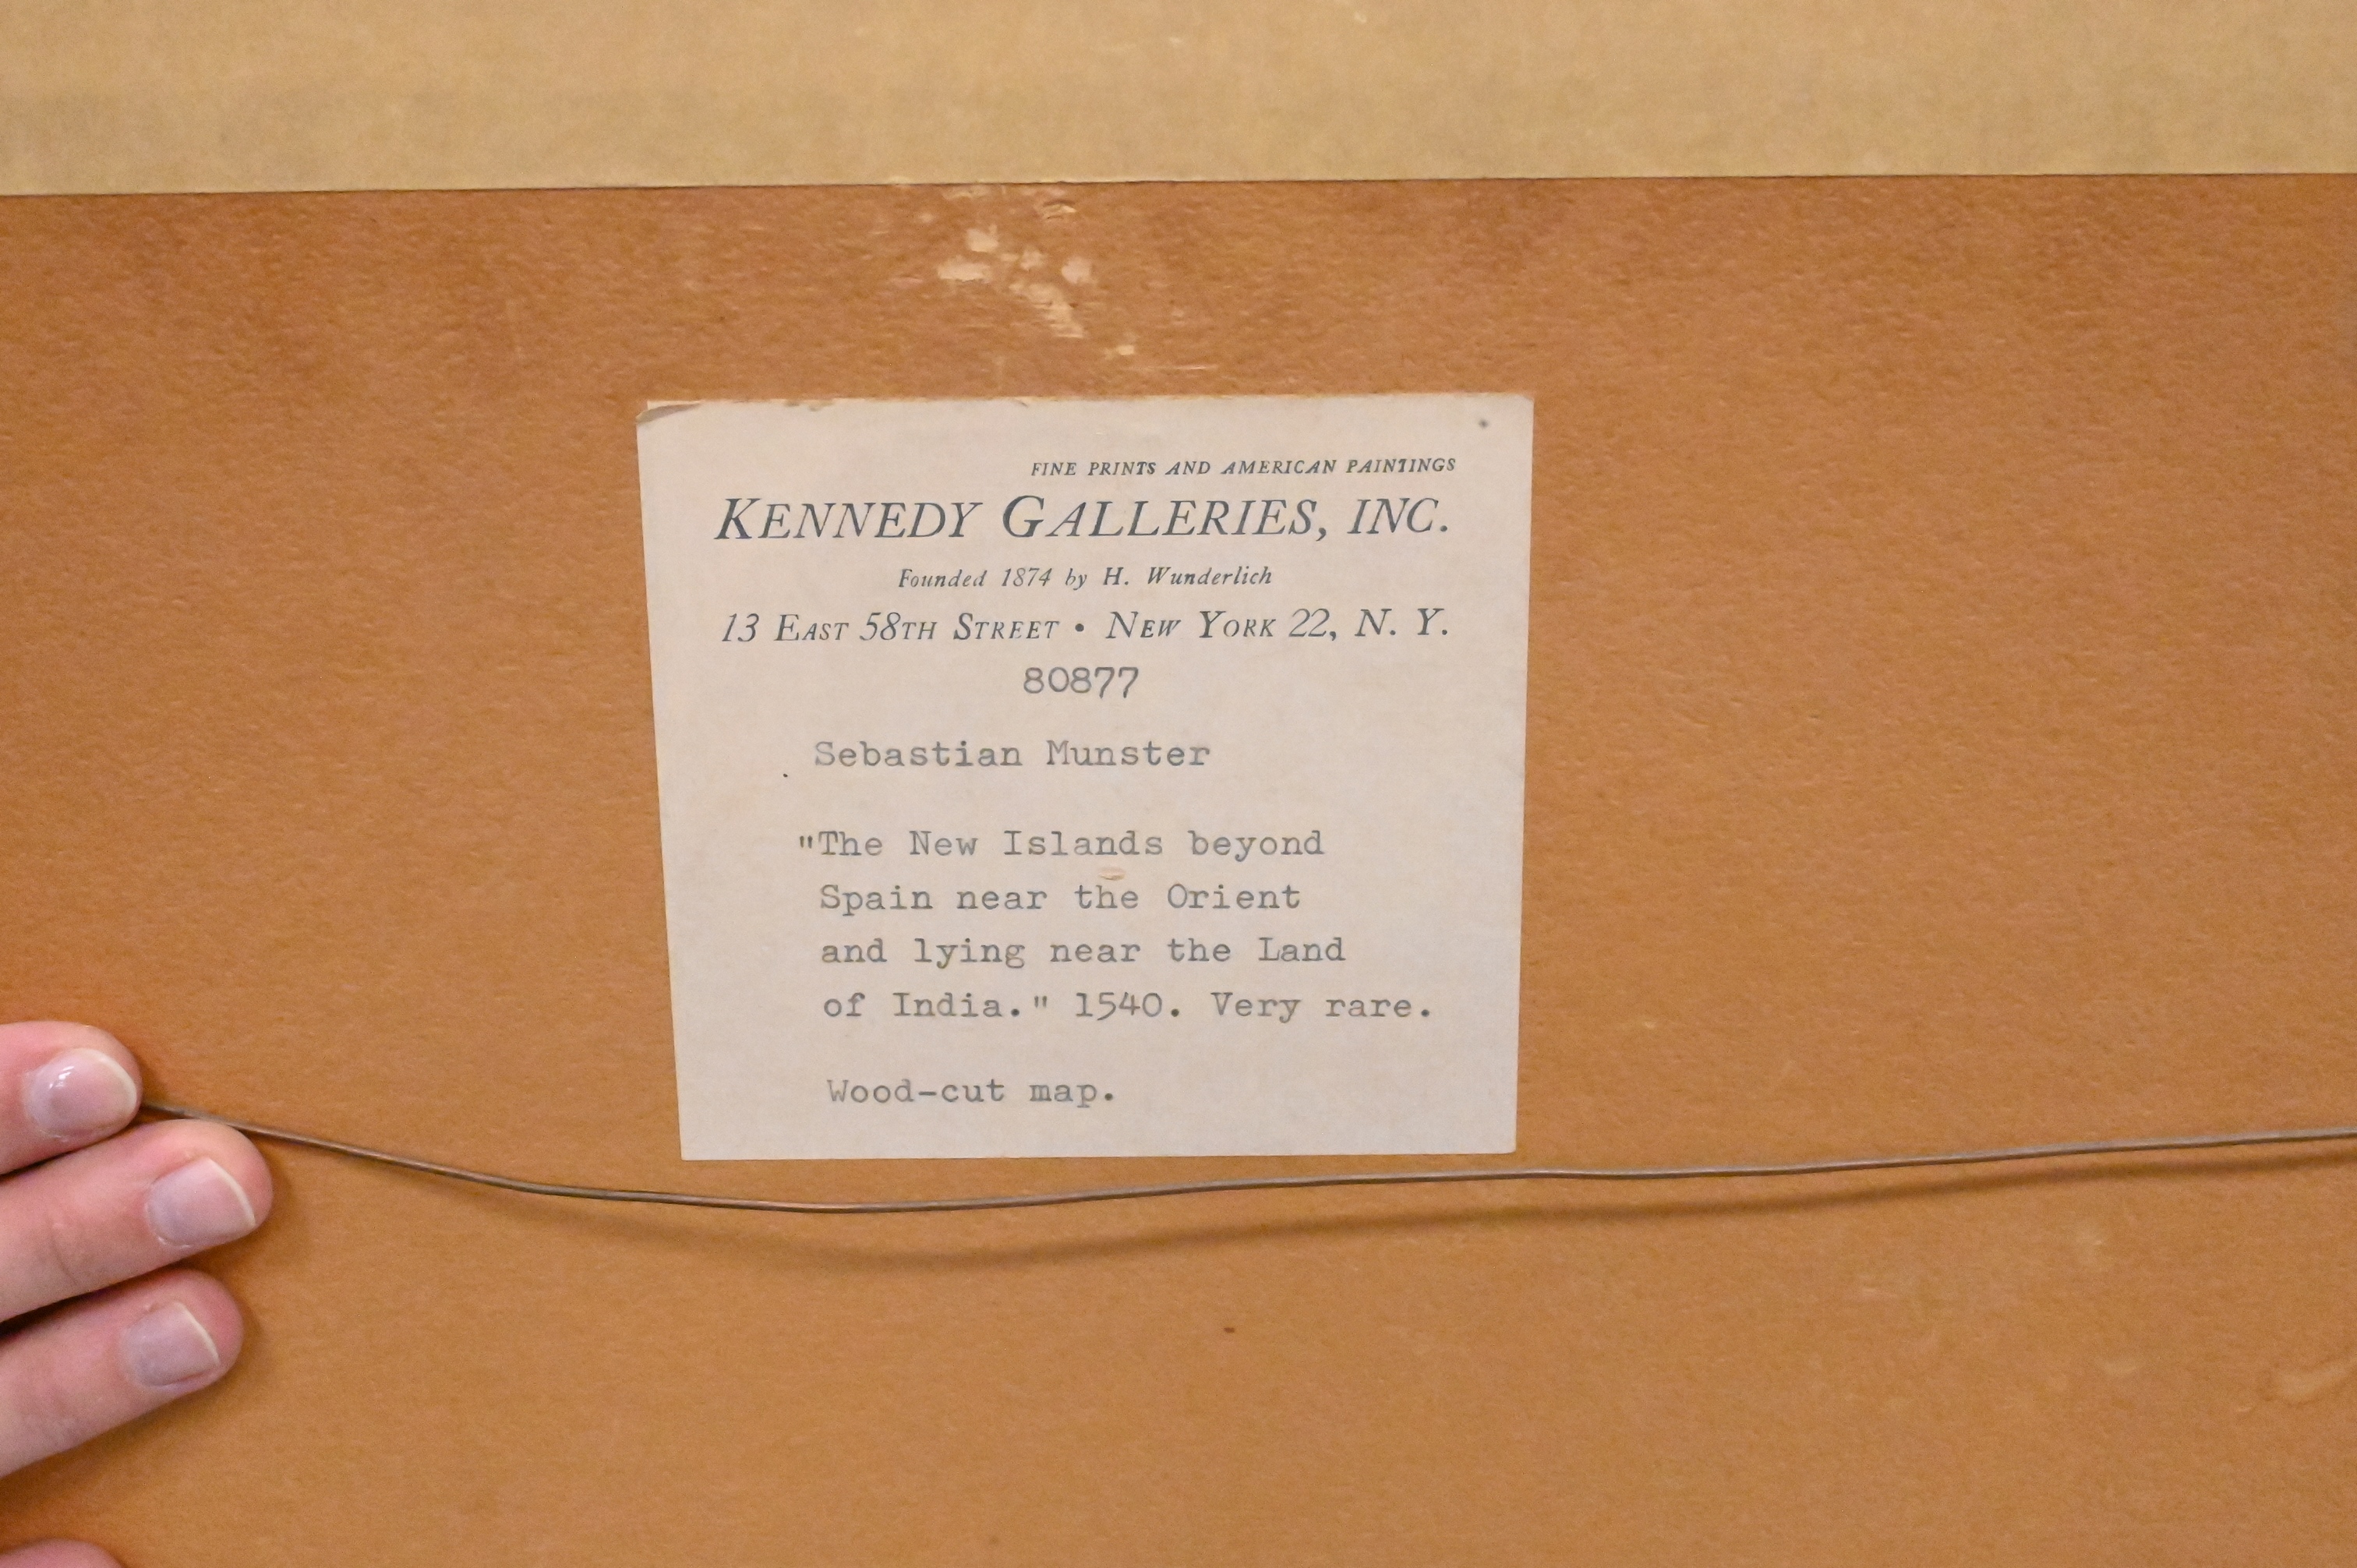 FINE PRINTS AND AMERICAN PAINTINGS
KENNEDY GALLERIES, INC.
Founded 1874 by H. Wunderlich
13 EAST 58TH STREET • NEW YORK 22, N. Y.
80877
Sebastian Munster
"The New Islands beyond
Spain near the Orient
and lying near the Land
of India." 1540. Very rare.
Wood-cut map.